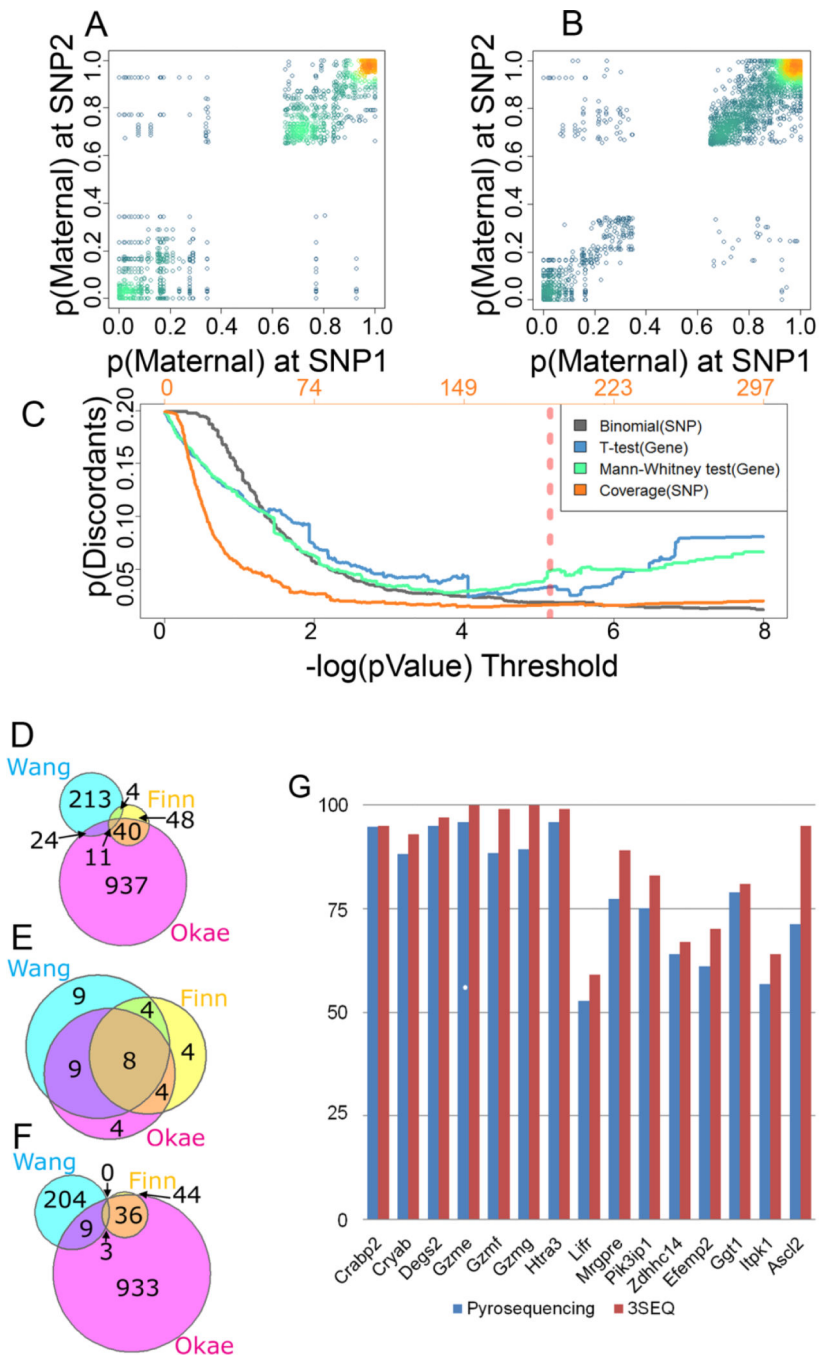 A
B
p(Maternal) at SNP2
0.0 0.2 0.4 0.6 0.8 1.0
0.0 0.2 0.4 0.6 0.8 1.0
p(Maternal) at SNP1
p(Maternal) at SNP2
0.0 0.2 0.4 0.6 0.8 1.0
0.0 0.2 0.4 0.6 0.8 1.0
p(Maternal) at SNP1
C
0 74 149 223 297
p(Discordants)
0.05 0.10 0.15 0.20
Binomial(SNP)
T-test(Gene)
Mann-Whitney test(Gene)
Coverage(SNP)
0 2 4 6 8
-log(pValue) Threshold
D
Wang
4
Finn
213
48
40
24
11
937
Okae
E
Wang
9
4
Finn
9
8
4
4
4
Okae
F
Wang
0
Finn
44
204
36
9
3
933
Okae
G
100
75
50
25
0
Crabp2
Cryab
Degs2
Gzme
Gzmf
Gzmg
Htra3
Lifr
Mrgpre
Pik3ip1
Zdhhc14
Efemp2
Ggt1
Itpk1
Ascl2
Pyrosequencing
3SEQ